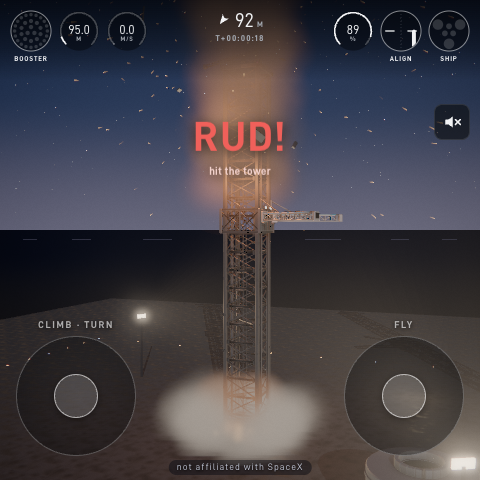 95.0
M
0.0
M/S
BOOSTER
92 M
T+00:00:18
89
%
ALIGN
SHIP
RUD!
hit the tower
CLIMB · TURN
FLY
not affiliated with SpaceX